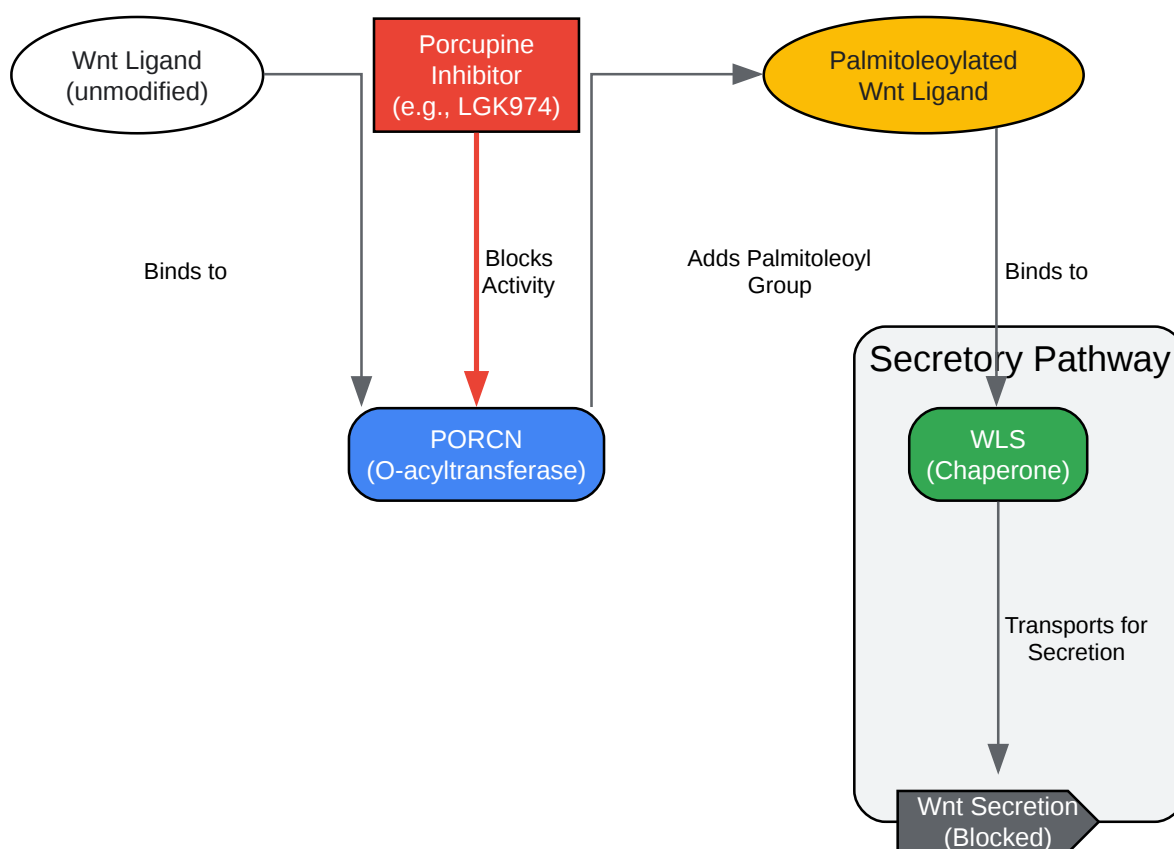 Wnt Ligand
(unmodified)
Porcupine
Inhibitor
(e.g., LGK974)
Palmitoleoylated
Wnt Ligand
Binds to
Blocks
Activity
Adds Palmitoleoyl
Group
Binds to
Secretory Pathway
PORCN
(O-acyltransferase)
WLS
(Chaperone)
Transports for
Secretion
Wnt Secretion
(Blocked)